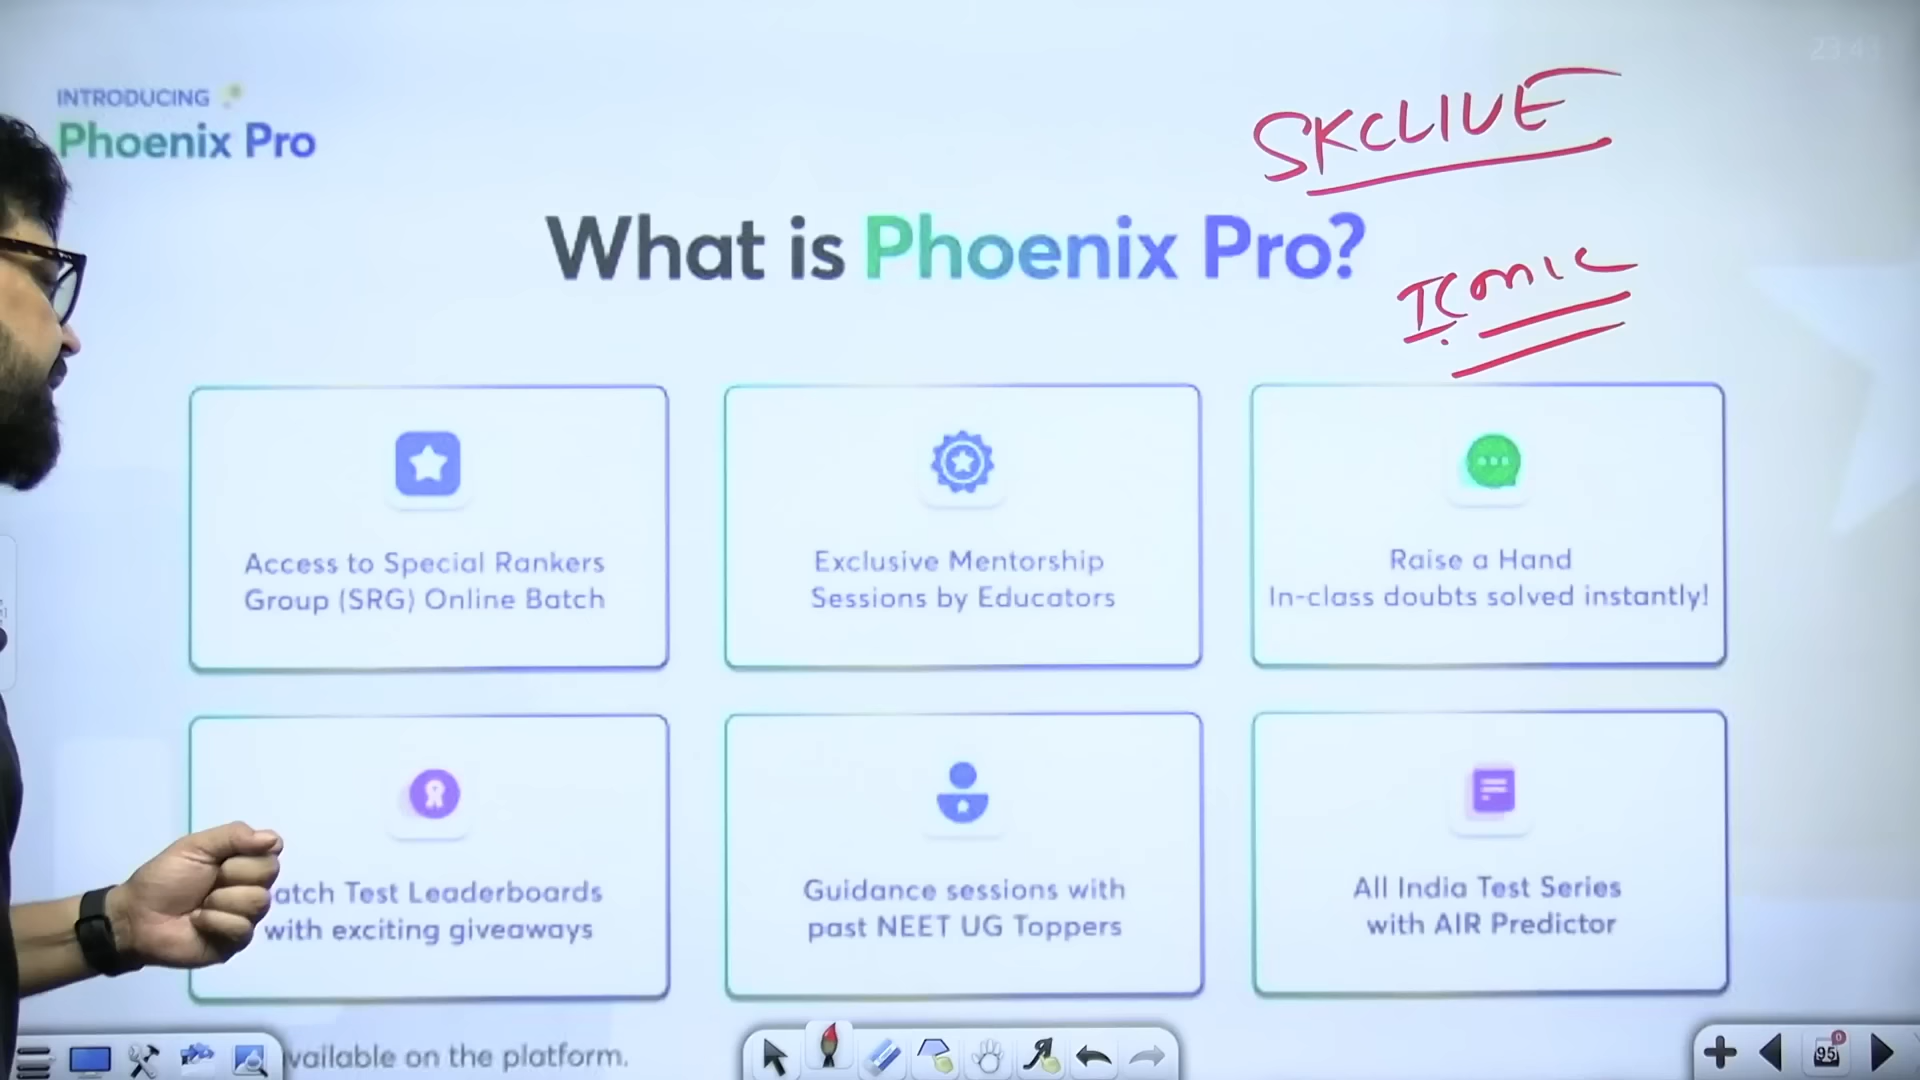 INTRODUCING
Phoenix Pro
SKCLIVE
What is Phoenix Pro?
ICONIC
Access to Special Rankers
Group (SRG) Online Batch
Exclusive Mentorship
Sessions by Educators
Raise a Hand
In-class doubts solved instantly!
atch Test Leaderboards
with exciting giveaways
Guidance sessions with
past NEET UG Toppers
All India Test Series
with AIR Predictor
vailable on the platform.
95
0